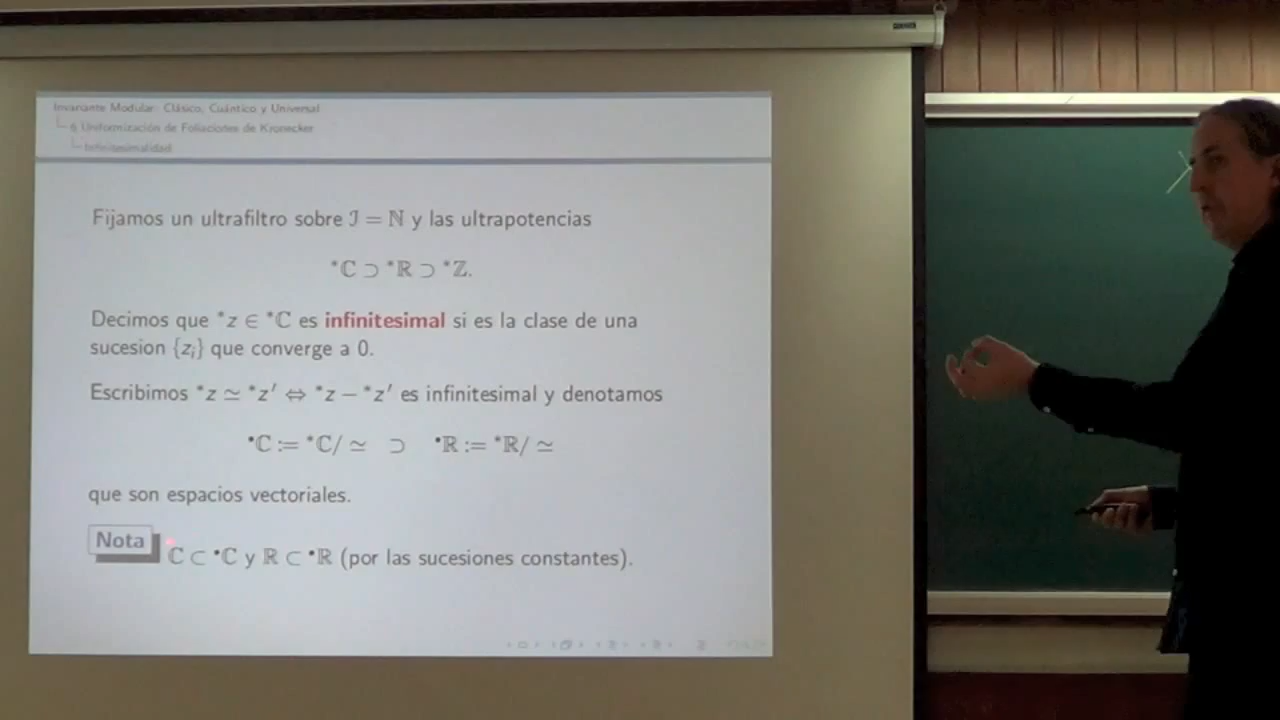 Invariante Modular: Clásico, Cuántico y Universal
6 Uniformización de Foliaciones de Kronecker
Infinitesimalidad
Fijamos un ultrafiltro sobre ℐ = ℕ y las ultrapotencias
*ℂ ⊃ *ℝ ⊃ *ℤ.
Decimos que *z ∈ *ℂ es infinitesimal si es la clase de una
sucesion {zᵢ} que converge a 0.
Escribimos *z ≃ *z′ ⇔ *z − *z′ es infinitesimal y denotamos
•ℂ := *ℂ/ ≃ ⊃ •ℝ := *ℝ/ ≃
que son espacios vectoriales.
Nota
ℂ ⊂ •ℂ y ℝ ⊂ •ℝ (por las sucesiones constantes).